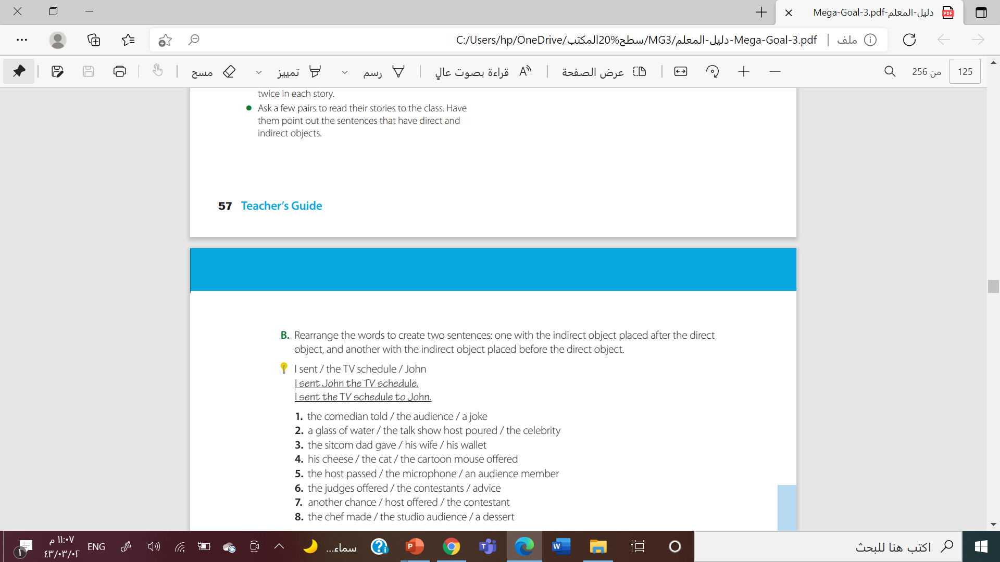 دليل-المعلم-Mega-Goal-3.pdf
ملف
C:/Users/hp/OneDrive/سطح%20المكتب/MG3/دليل-المعلم-Mega-Goal-3.pdf
125
من 256
عرض الصفحة
قراءة بصوت عالٍ
رسم
تمييز
مسح
twice in each story.
● Ask a few pairs to read their stories to the class. Have
them point out the sentences that have direct and
indirect objects.
57 Teacher's Guide
B. Rearrange the words to create two sentences: one with the indirect object placed after the direct
object, and another with the indirect object placed before the direct object.
I sent / the TV schedule / John
I sent John the TV schedule.
I sent the TV schedule to John.
1. the comedian told / the audience / a joke
2. a glass of water / the talk show host poured / the celebrity
3. the sitcom dad gave / his wife / his wallet
4. his cheese / the cat / the cartoon mouse offered
5. the host passed / the microphone / an audience member
6. the judges offered / the contestants / advice
7. another chance / host offered / the contestant
8. the chef made / the studio audience / a dessert
اكتب هنا للبحث
سماء...
ENG
١١:٠٧ م
٤٣/٠٣/٠٢
١